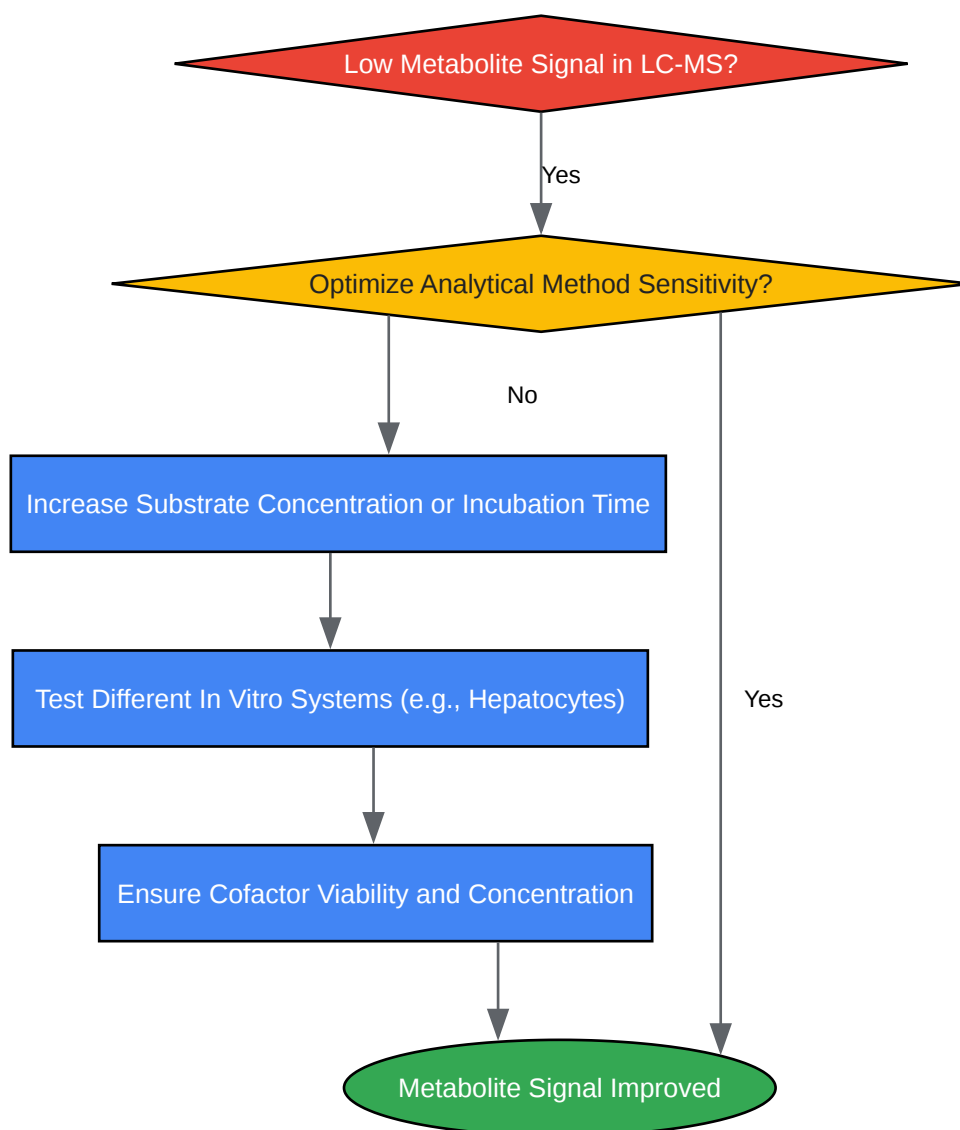 Low Metabolite Signal in LC-MS?
Yes
Optimize Analytical Method Sensitivity?
No
Increase Substrate Concentration or Incubation Time
Test Different In Vitro Systems (e.g., Hepatocytes)
Yes
Ensure Cofactor Viability and Concentration
Metabolite Signal Improved